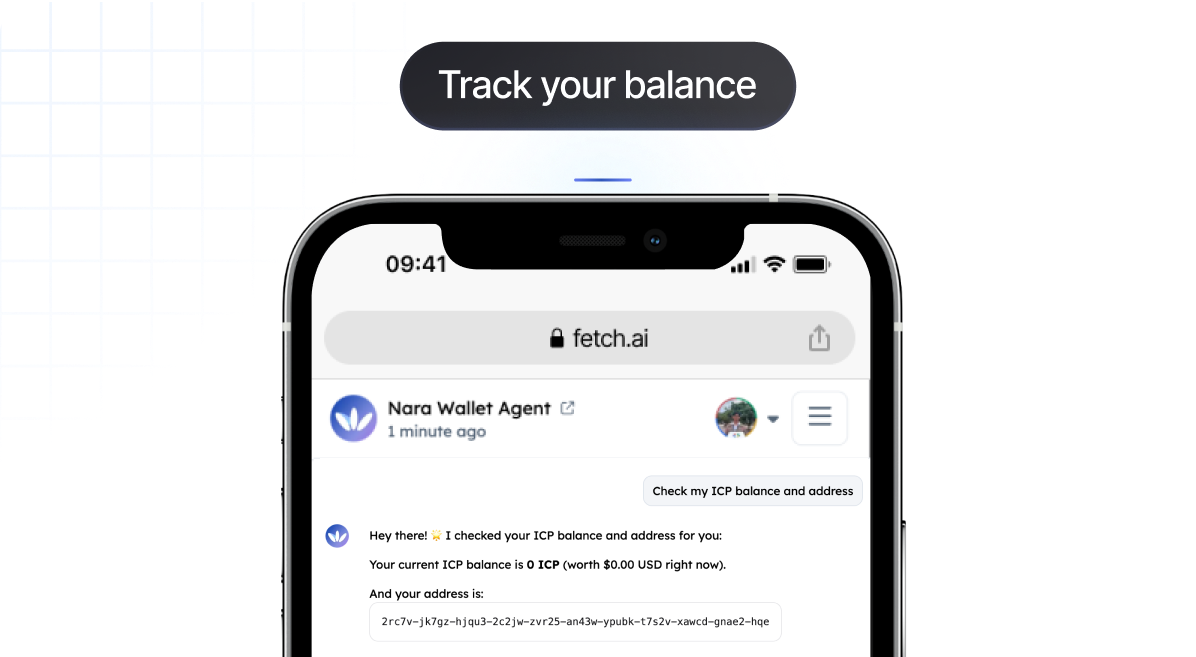 Track your balance
09:41
fetch.ai
Nara Wallet Agent
1 minute ago
Check my ICP balance and address
Hey there! 🌟 I checked your ICP balance and address for you:
Your current ICP balance is 0 ICP (worth $0.00 USD right now).
And your address is:
2rc7v-jk7gz-hjqu3-2c2jw-zvr25-an43w-ypubk-t7s2v-xawcd-gnae2-hqe